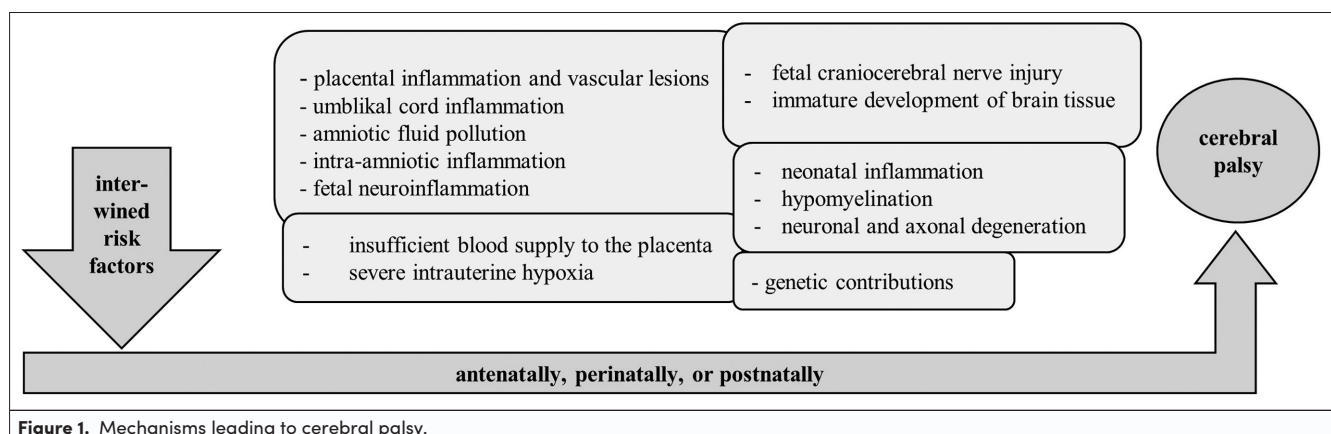 inter-
wined
risk
factors
- placental inflammation and vascular lesions
- umblikal cord inflammation
- amniotic fluid pollution
- intra-amniotic inflammation
- fetal neuroinflammation
- insufficient blood supply to the placenta
- severe intrauterine hypoxia
- fetal craniocerebral nerve injury
- immature development of brain tissue
- neonatal inflammation
- hypomyelination
- neuronal and axonal degeneration
- genetic contributions
cerebral
palsy
antenatally, perinatally, or postnatally
Figure 1. Mechanisms leading to cerebral palsy.